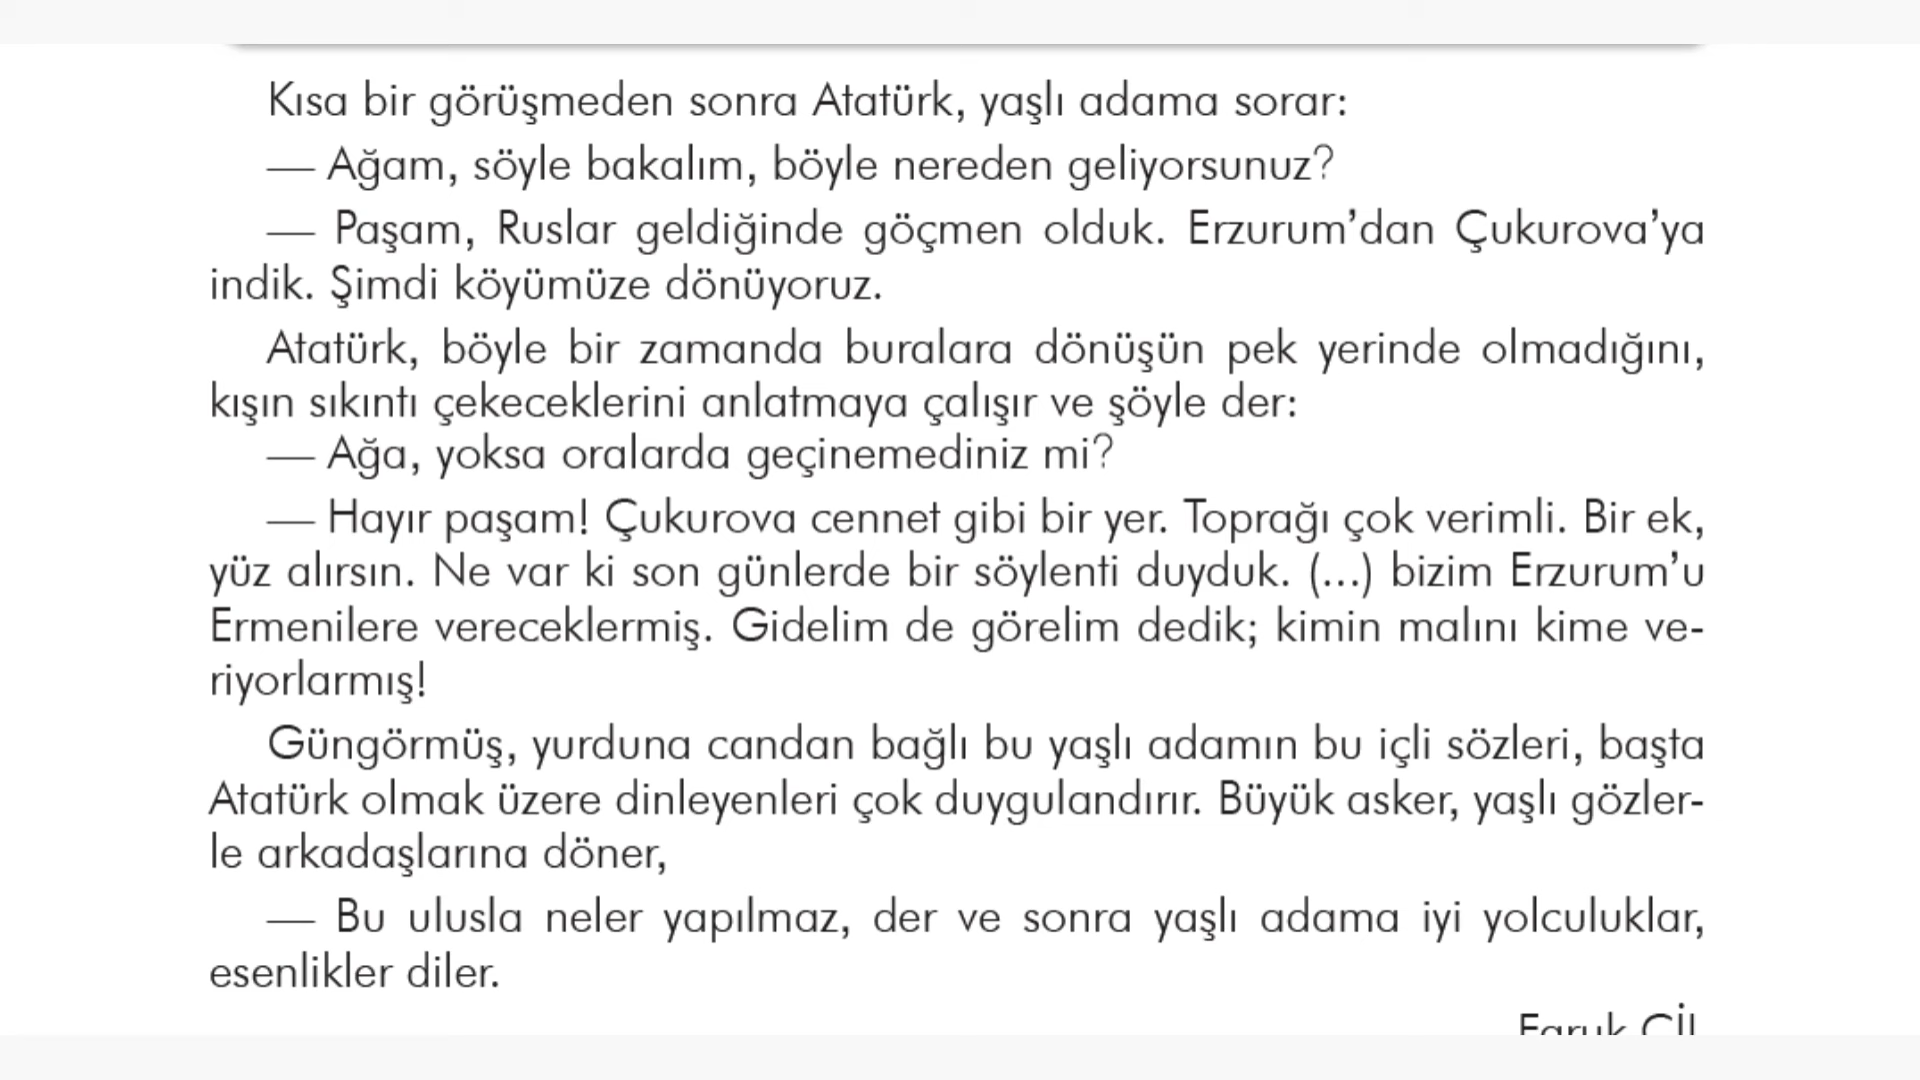 Kısa bir görüşmeden sonra Atatürk, yaşlı adama sorar:
— Ağam, söyle bakalım, böyle nereden geliyorsunuz?
— Paşam, Ruslar geldiğinde göçmen olduk. Erzurum’dan Çukurova’ya
indik. Şimdi köyümüze dönüyoruz.
Atatürk, böyle bir zamanda buralara dönüşün pek yerinde olmadığını,
kışın sıkıntı çekeceklerini anlatmaya çalışır ve şöyle der:
— Ağa, yoksa oralarda geçinemediniz mi?
— Hayır paşam! Çukurova cennet gibi bir yer. Toprağı çok verimli. Bir ek,
yüz alırsın. Ne var ki son günlerde bir söylenti duyduk. (...) bizim Erzurum’u
Ermenilere vereceklermiş. Gidelim de görelim dedik; kimin malını kime ve-
riyorlarmış!
Güngörmüş, yurduna candan bağlı bu yaşlı adamın bu içli sözleri, başta
Atatürk olmak üzere dinleyenleri çok duygulandırır. Büyük asker, yaşlı gözler-
le arkadaşlarına döner,
— Bu ulusla neler yapılmaz, der ve sonra yaşlı adama iyi yolculuklar,
esenlikler diler.
Faruk ÇİL